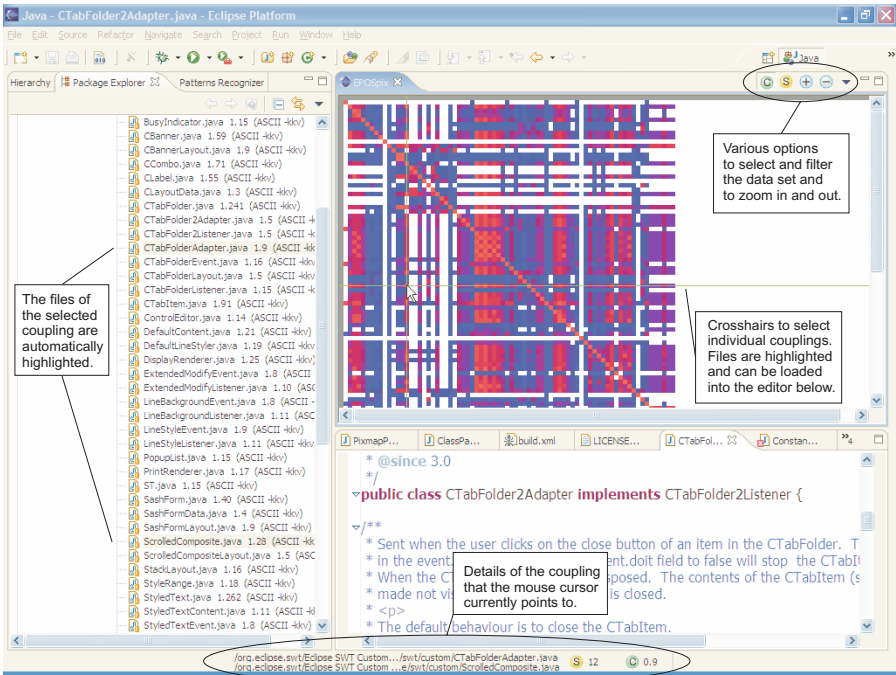 Java - CTabFolder2Adapter.java - Eclipse Platform
File Edit Source Refactor Navigate Search Project Run Window Help
Java
Hierarchy Package Explorer Patterns Recognizer
BusyIndicator.java 1.15 (ASCII -kkv)
CBanner.java 1.59 (ASCII -kkv)
CBannerLayout.java 1.9 (ASCII -kkv)
CCombo.java 1.71 (ASCII -kkv)
CLabel.java 1.55 (ASCII -kkv)
CLayoutData.java 1.3 (ASCII -kkv)
CTabFolder.java 1.241 (ASCII -kkv)
CTabFolder2Adapter.java 1.5 (ASCII -k
CTabFolder2Listener.java 1.5 (ASCII -k
CTabFolderAdapter.java 1.9 (ASCII -kk
CTabFolderEvent.java 1.16 (ASCII -kkv)
CTabFolderLayout.java 1.5 (ASCII -kkv)
CTabFolderListener.java 1.15 (ASCII -k
CTabItem.java 1.91 (ASCII -kkv)
ControlEditor.java 1.14 (ASCII -kkv)
DefaultContent.java 1.21 (ASCII -kkv)
DefaultLineStyler.java 1.19 (ASCII -kkv)
DisplayRenderer.java 1.25 (ASCII -kkv)
ExtendedModifyEvent.java 1.8 (ASCII
ExtendedModifyListener.java 1.10 (ASC
LineBackgroundEvent.java 1.8 (ASCII -
LineBackgroundListener.java 1.11 (ASC
LineStyleEvent.java 1.9 (ASCII -kkv)
LineStyleListener.java 1.11 (ASCII -kkv)
PopupList.java 1.15 (ASCII -kkv)
PrintRenderer.java 1.17 (ASCII -kkv)
ST.java 1.15 (ASCII -kkv)
SashForm.java 1.40 (ASCII -kkv)
SashFormData.java 1.4 (ASCII -kkv)
SashFormLayout.java 1.9 (ASCII -kkv)
ScrolledComposite.java 1.28 (ASCII -kk
ScrolledCompositeLayout.java 1.5 (ASC
StackLayout.java 1.16 (ASCII -kkv)
StyleRange.java 1.18 (ASCII -kkv)
StyledText.java 1.262 (ASCII -kkv)
StyledTextContent.java 1.11 (ASCII -kl
StyledTextEvent.java 1.8 (ASCII -kkv)
The files of
the selected
coupling are
automatically
highlighted.
EPOSpix
C S
Various options
to select and filter
the data set and
to zoom in and out.
Crosshairs to select
individual couplings.
Files are highlighted
and can be loaded
into the editor below.
PixmapP... ClassPa... build.xml LICENSE... CTabFol... Constan... »4
* @since 3.0
*/
public class CTabFolder2Adapter implements CTabFolder2Listener {
/**
* Sent when the user clicks on the close button of an item in the CTabFolder. T
* in the event. ent.doit field to false will stop the CTabIt
* When the CT sposed. The contents of the CTabItem (s
* made not vis is closed.
* <p>
* The default behaviour is to close the CTabItem.
Details of the coupling
that the mouse cursor
currently points to.
/org.eclipse.swt/Eclipse SWT Custom.../swt/custom/CTabFolderAdapter.java
/org.eclipse.swt/Eclipse SWT Custom ...e/swt/custom/ScrolledComposite.java
S 12 C 0.9